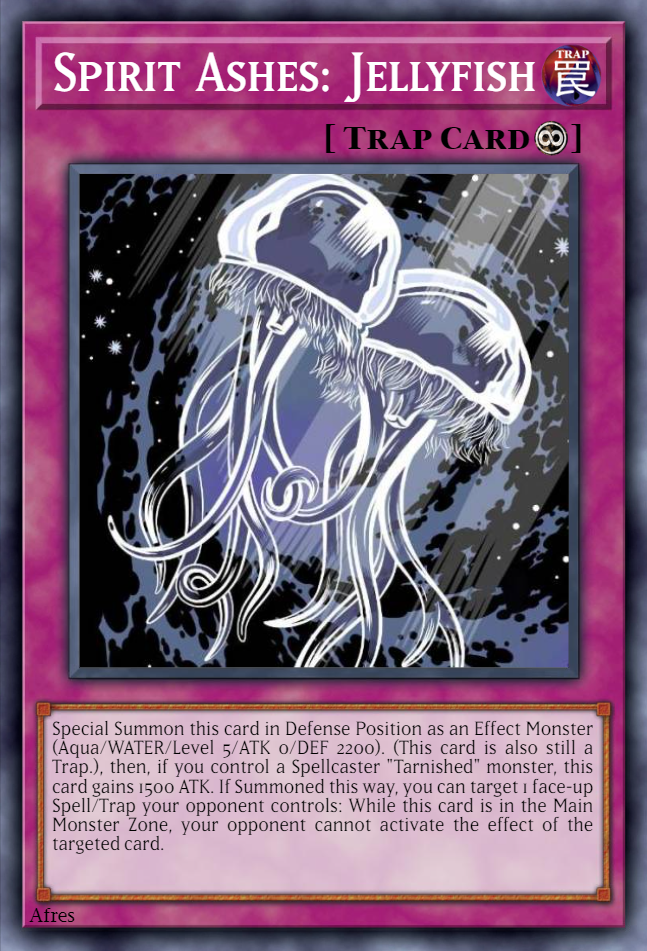 Spirit Ashes: Jellyfish
TRAP
罠
[ Trap Card ]
Special Summon this card in Defense Position as an Effect Monster
(Aqua/WATER/Level 5/ATK 0/DEF 2200). (This card is also still a
Trap.), then, if you control a Spellcaster "Tarnished" monster, this
card gains 1500 ATK. If Summoned this way, you can target 1 face-up
Spell/Trap your opponent controls: While this card is in the Main
Monster Zone, your opponent cannot activate the effect of the
targeted card.
Afres